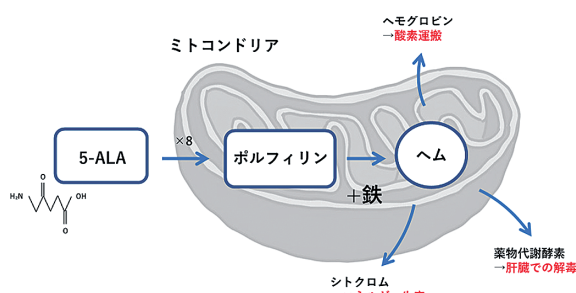 ヘモグロビン
→酸素運搬
ミトコンドリア
×8
5-ALA
ポルフィリン
ヘム
+鉄
O
H₂N
OH
O
薬物代謝酵素
→肝臓での解毒
シトクロム